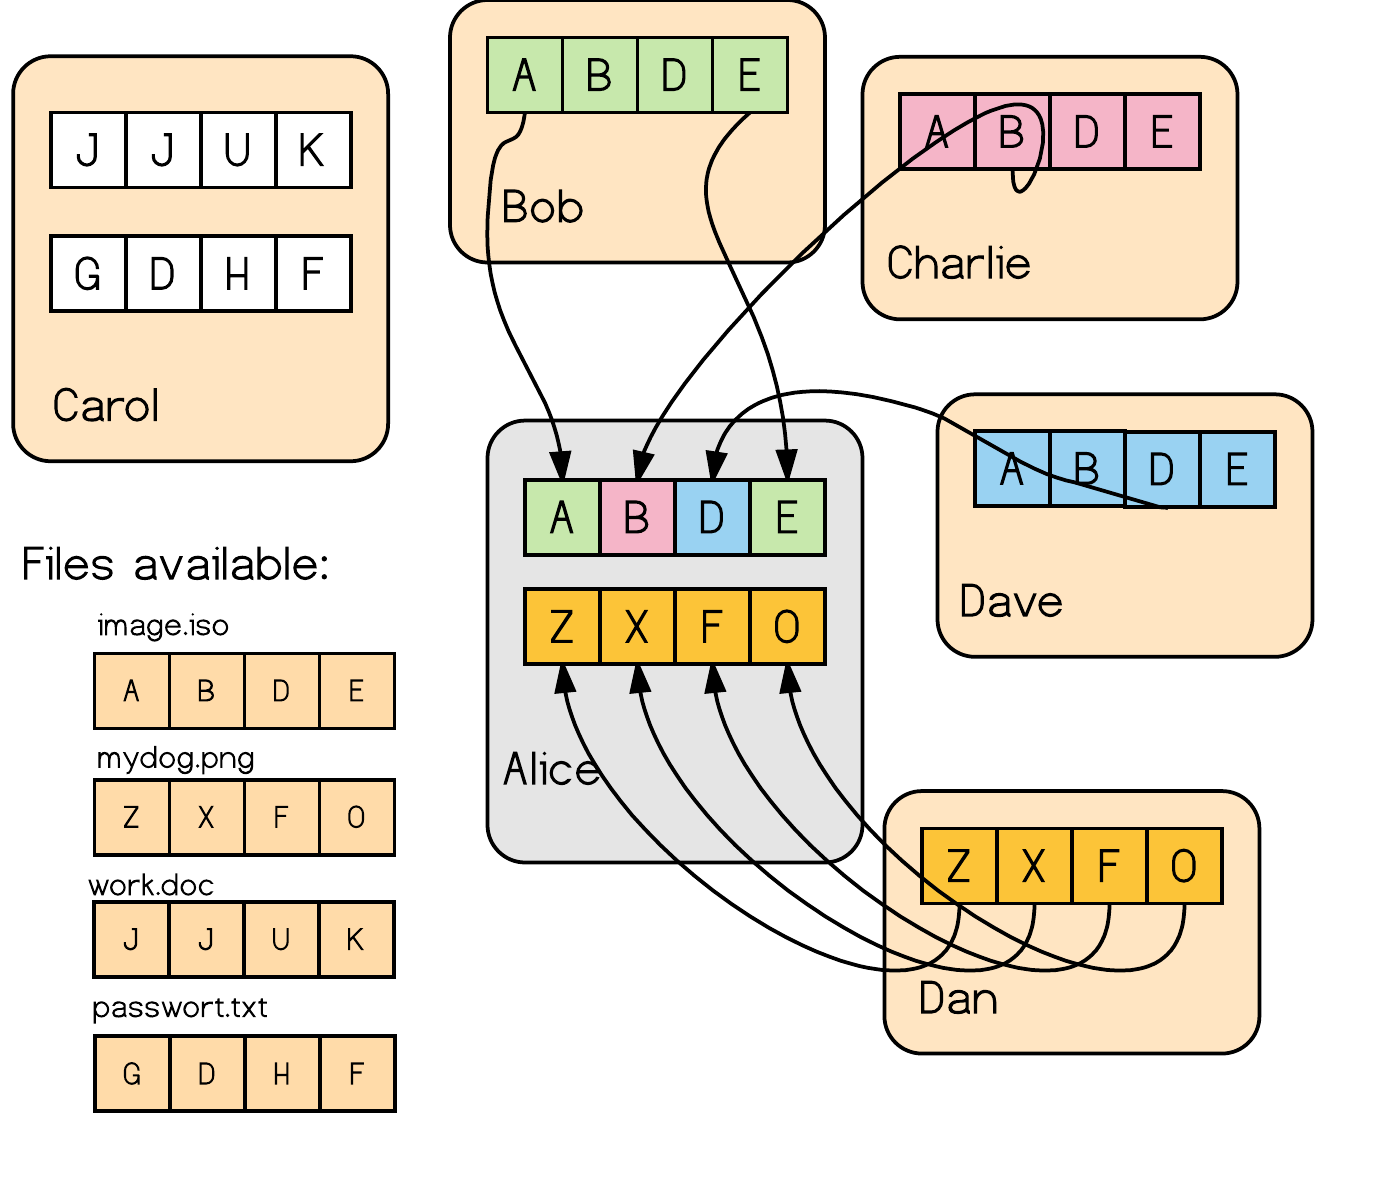 A B D E
Bob
J J U K
G D H F
Carol
A B D E
Charlie
A B D E
Dave
A B D E
Z X F O
Alice
Z X F O
Dan
Files available:
image.iso
A B D E
mydog.png
Z X F O
work.doc
J J U K
passwort.txt
G D H F